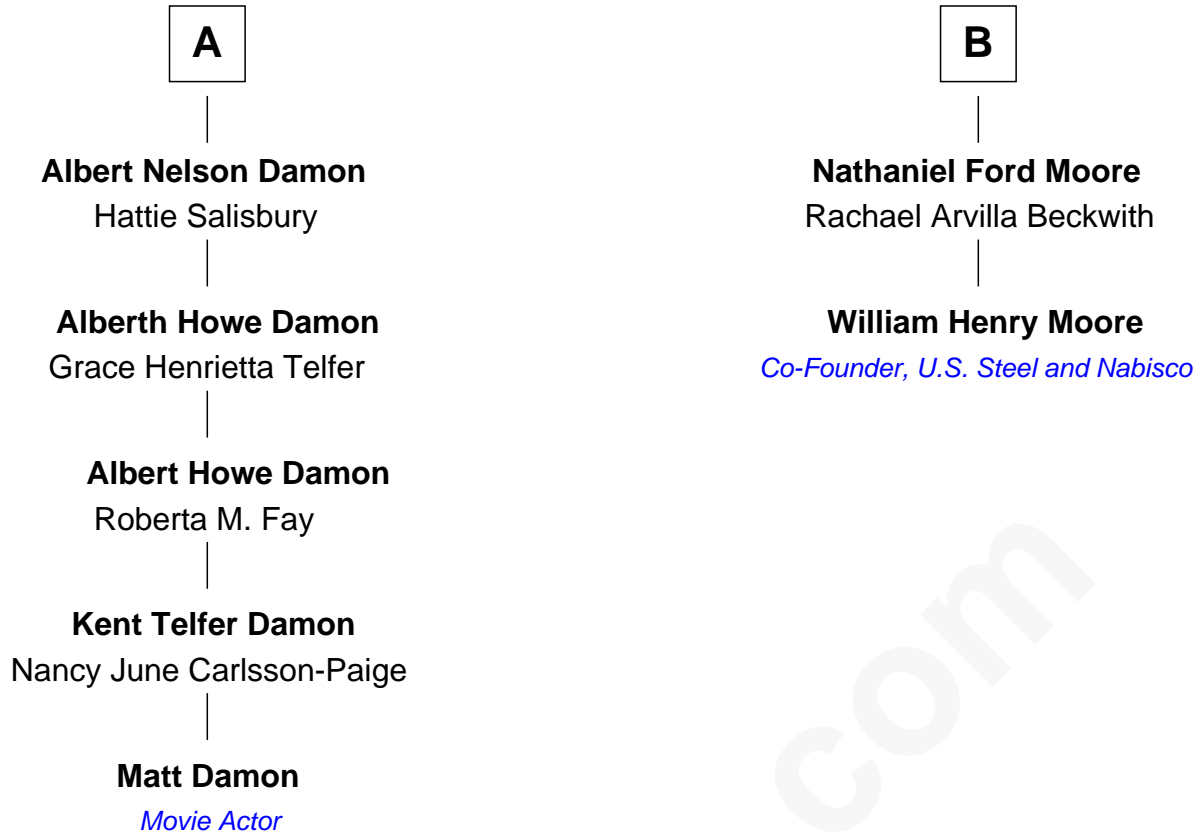 A
Albert Nelson Damon
Hattie Salisbury
Alberth Howe Damon
Grace Henrietta Telfer
Albert Howe Damon
Roberta M. Fay
Kent Telfer Damon
Nancy June Carlsson-Paige
Matt Damon
Movie Actor
B
Nathaniel Ford Moore
Rachael Arvilla Beckwith
William Henry Moore
Co-Founder, U.S. Steel and Nabisco
com